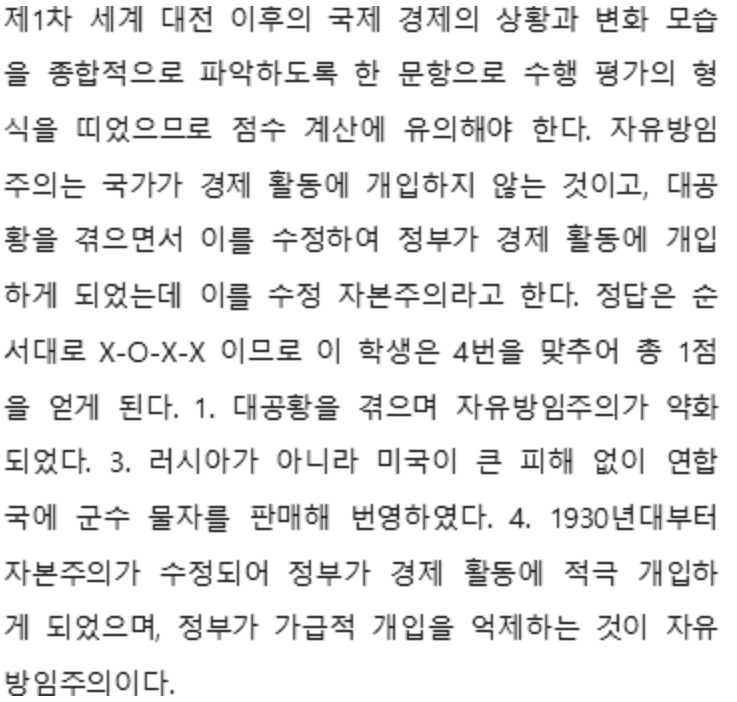 제1차 세계 대전 이후의 국제 경제의 상황과 변화 모습
을 종합적으로 파악하도록 한 문항으로 수행 평가의 형
식을 띠었으므로 점수 계산에 유의해야 한다. 자유방임
주의는 국가가 경제 활동에 개입하지 않는 것이고, 대공
황을 겪으면서 이를 수정하여 정부가 경제 활동에 개입
하게 되었는데 이를 수정 자본주의라고 한다. 정답은 순
서대로 X-O-X-X 이므로 이 학생은 4번을 맞추어 총 1점
을 얻게 된다. 1. 대공황을 겪으며 자유방임주의가 약화
되었다. 3. 러시아가 아니라 미국이 큰 피해 없이 연합
국에 군수 물자를 판매해 번영하였다. 4. 1930년대부터
자본주의가 수정되어 정부가 경제 활동에 적극 개입하
게 되었으며, 정부가 가급적 개입을 억제하는 것이 자유
방임주의이다.